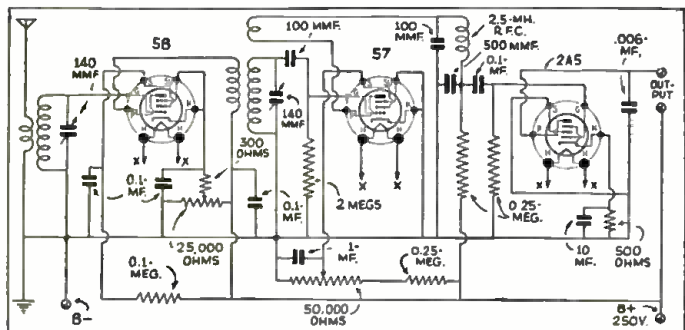 140
MMF.
58
100 MMF.
57
100
MMF.
2.5-MH.
R.F.C.
500 MMF.
0.1-
MF.
2A5
.006-
MF.
OUT-
PUT
140
MMF.
300
OHMS
0.1-
MF.
0.1-
MF.
2 MEGS
0.25-
MEG.
25,000
OHMS
0.1-
MEG.
1-
MF.
0.25-
MEG.
50,000
OHMS
10
MF.
500
OHMS
B-
B+
250V.
P
H
H
X
X
P
H
H
X
X
P
G
H
H
X
X